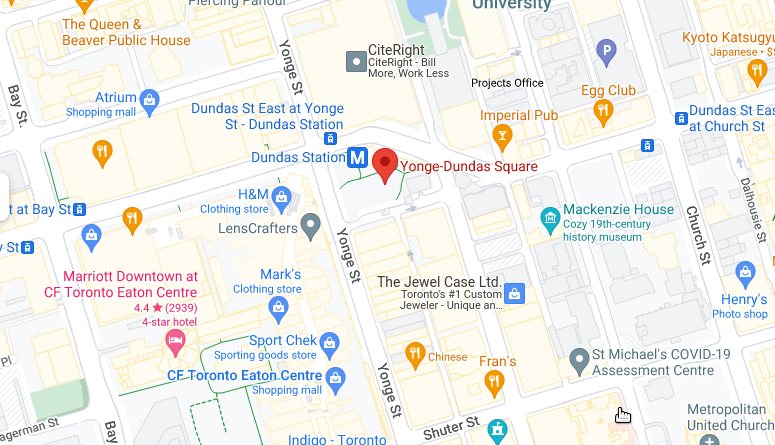 Piercing Parlour
University
The Queen &
Beaver Public House
Yonge St
CiteRight
CiteRight - Bill
More, Work Less
P
Kyoto Katsugyu
Japanese • $$
Projects Office
Bay St.
Atrium
Shopping mall
Dundas St East at Yonge
St - Dundas Station
Egg Club
Imperial Pub
Dundas St East
at Church St
Dundas Station
M
Yonge-Dundas Square
H&M
Clothing store
t at Bay St
LensCrafters
Mackenzie House
Cozy 19th-century
history museum
Dalhousie St
Church St
y St
Yonge St
Marriott Downtown at
CF Toronto Eaton Centre
4.4 ★ (2939)
4-star hotel
Mark's
Clothing store
The Jewel Case Ltd.
Toronto's #1 Custom
Jeweler - Unique an...
Henry's
Photo shop
Sport Chek
Sporting goods store
Chinese
Fran's
St Michael's COVID-19
Assessment Centre
Pl
CF Toronto Eaton Centre
Shopping mall
Yonge St
Metropolitan
United Church
agerman St
Bay
Shuter St
Indigo - Toronto